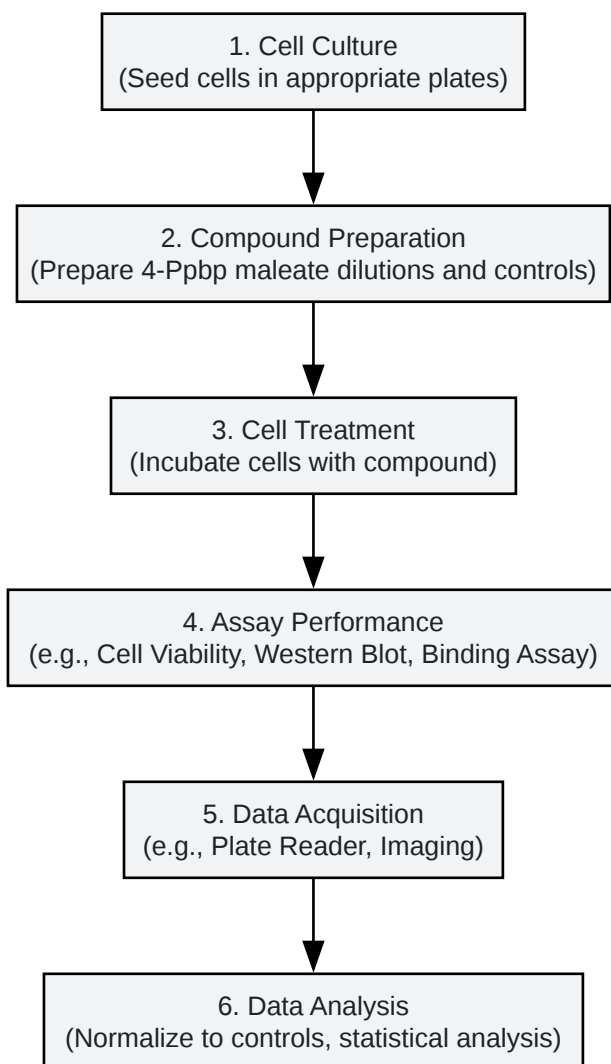 1. Cell Culture
(Seed cells in appropriate plates)
2. Compound Preparation
(Prepare 4-Ppbp maleate dilutions and controls)
3. Cell Treatment
(Incubate cells with compound)
4. Assay Performance
(e.g., Cell Viability, Western Blot, Binding Assay)
5. Data Acquisition
(e.g., Plate Reader, Imaging)
6. Data Analysis
(Normalize to controls, statistical analysis)